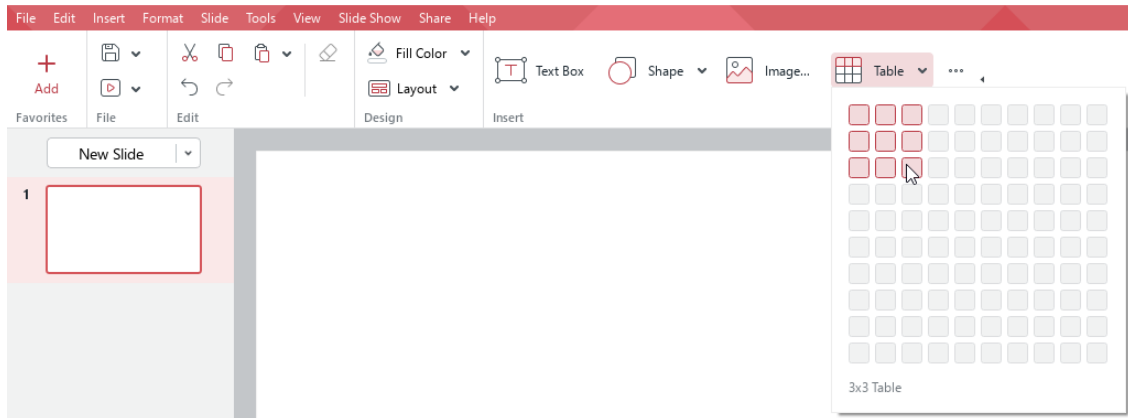 File Edit Insert Format Slide Tools View Slide Show Share Help
Add
Favorites
File
Edit
Fill Color
Layout
Design
Text Box Shape Image... Table
Insert
New Slide
1
3x3 Table